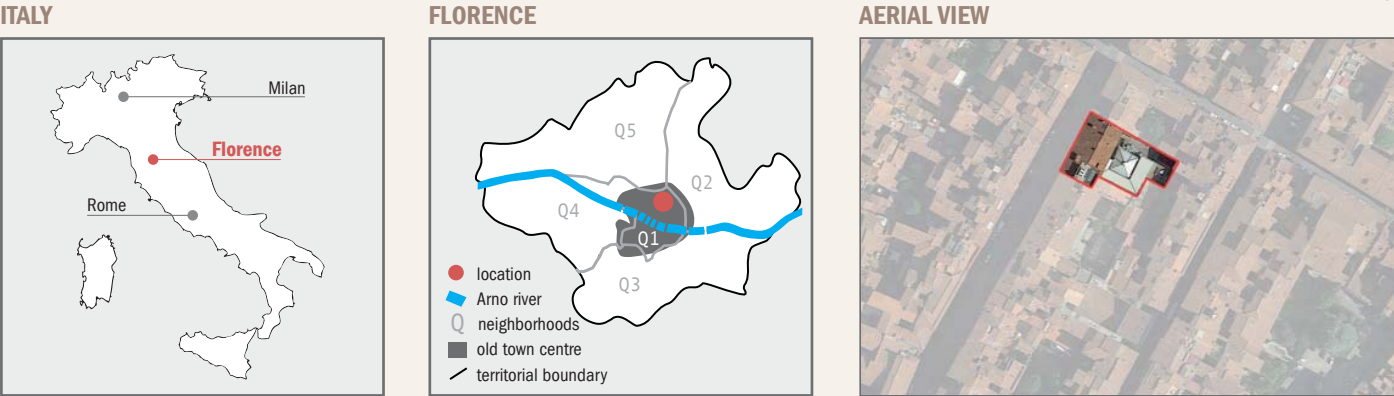 ITALY
Milan
Florence
Rome
FLORENCE
Q5
Q2
Q4
Q1
Q3
location
Arno river
Q neighborhoods
old town centre
territorial boundary
AERIAL VIEW